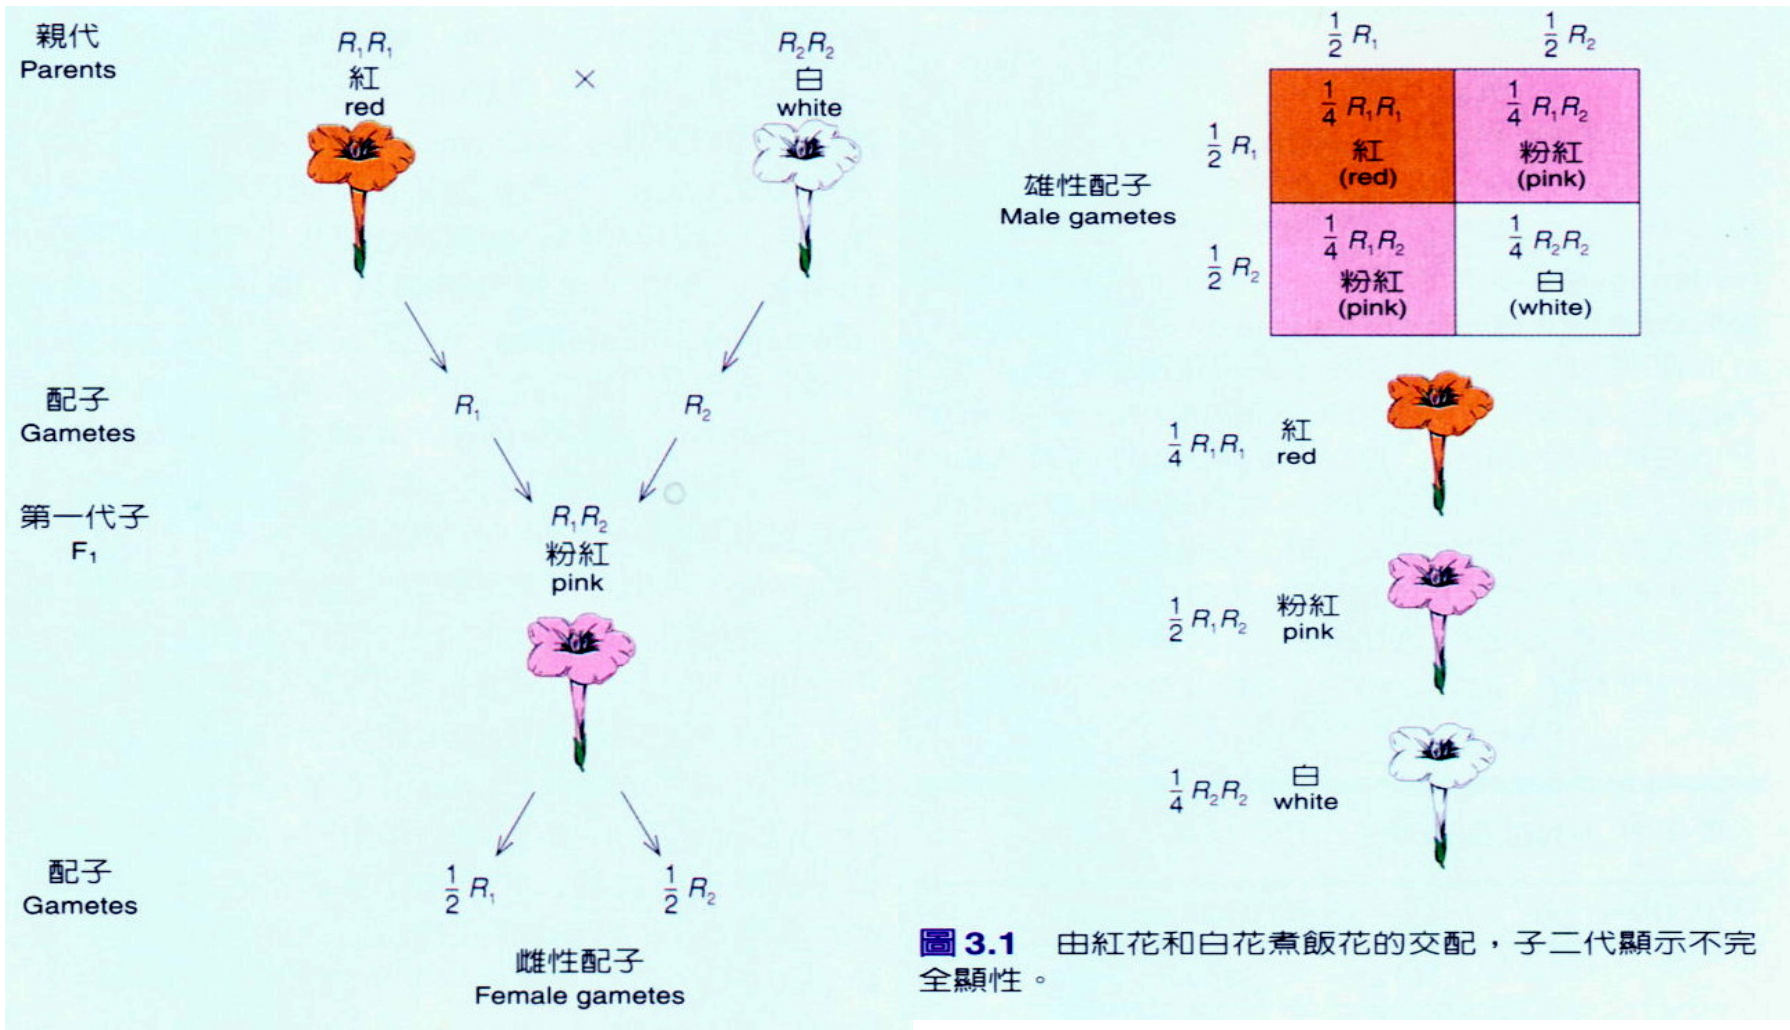 親代
Parents
R₁R₁
紅
red
×
R₂R₂
白
white
配子
Gametes
R₁
R₂
第一代子
F₁
R₁R₂
粉紅
pink
配子
Gametes
1/2 R₁
1/2 R₂
雌性配子
Female gametes
1/2 R₁
1/2 R₂
雄性配子
Male gametes
1/2 R₁
1/4 R₁R₁
紅
(red)
1/4 R₁R₂
粉紅
(pink)
1/2 R₂
1/4 R₁R₂
粉紅
(pink)
1/4 R₂R₂
白
(white)
1/4 R₁R₁ 紅
red
1/2 R₁R₂ 粉紅
pink
1/4 R₂R₂ 白
white
圖 3.1 由紅花和白花煮飯花的交配，子二代顯示不完
全顯性。